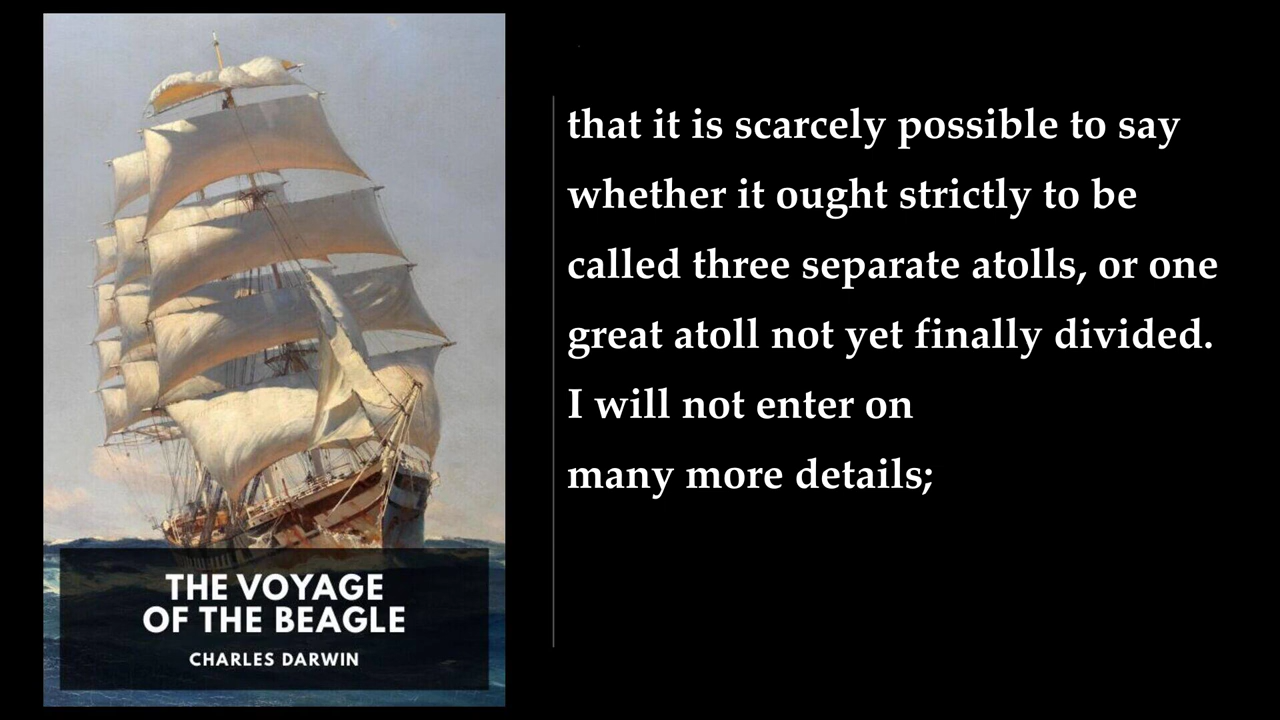 THE VOYAGE
OF THE BEAGLE
CHARLES DARWIN
that it is scarcely possible to say
whether it ought strictly to be
called three separate atolls, or one
great atoll not yet finally divided.
I will not enter on
many more details;